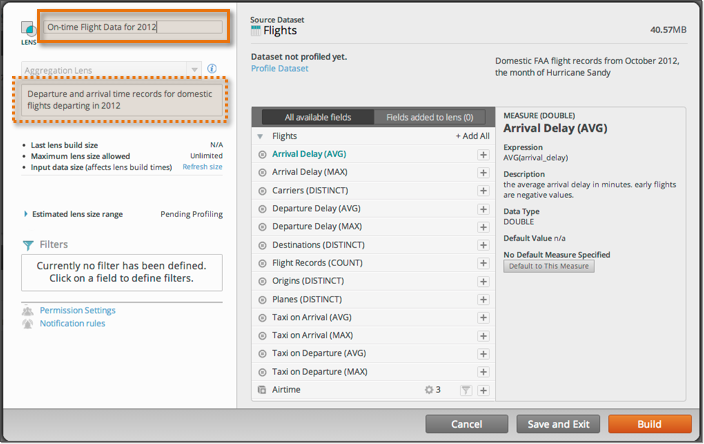 On-time Flight Data for 2012
LENS
Aggregation Lens
Departure and arrival time records for domestic
flights departing in 2012
Last lens build size N/A
Maximum lens size allowed Unlimited
Input data size (affects lens build times) Refresh size
Estimated lens size range Pending Profiling
Filters
Currently no filter has been defined.
Click on a field to define filters.
Permission Settings
Notification rules
Source Dataset
Flights 40.57MB
Dataset not profiled yet.
Profile Dataset
Domestic FAA flight records from October 2012,
the month of Hurricane Sandy
All available fields Fields added to lens (0)
Flights + Add All
Arrival Delay (AVG) +
Arrival Delay (MAX) +
Carriers (DISTINCT) +
Departure Delay (AVG) +
Departure Delay (MAX) +
Destinations (DISTINCT) +
Flight Records (COUNT) +
Origins (DISTINCT) +
Planes (DISTINCT) +
Taxi on Arrival (AVG) +
Taxi on Arrival (MAX) +
Taxi on Departure (AVG) +
Taxi on Departure (MAX) +
Airtime 3 +
MEASURE (DOUBLE)
Arrival Delay (AVG)
Expression
AVG(arrival_delay)
Description
the average arrival delay in minutes. early flights
are negative values.
Data Type
DOUBLE
Default Value n/a
No Default Measure Specified
Default to This Measure
Cancel Save and Exit Build